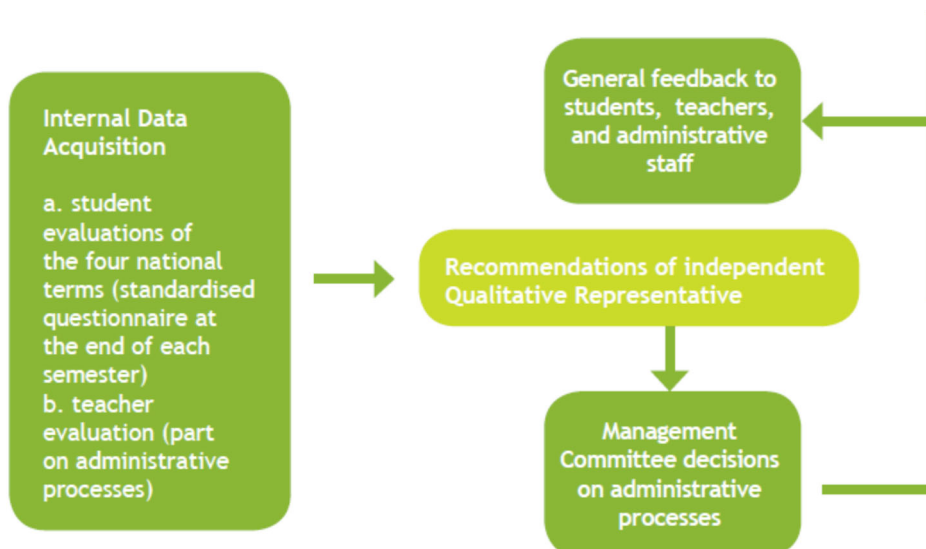 Internal Data
Acquisition
a. student
evaluations of
the four national
terms (standardised
questionnaire at
the end of each
semester)
b. teacher
evaluation (part
on administrative
processes)
General feedback to
students, teachers,
and administrative
staff
Recommendations of independent
Qualitative Representative
Management
Committee decisions
on administrative
processes